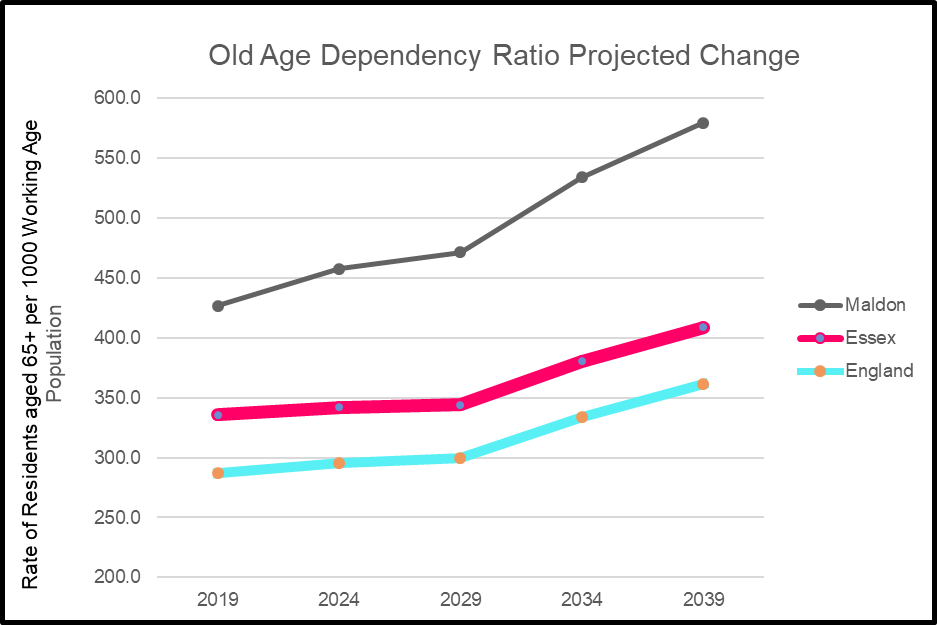 Old Age Dependency Ratio Projected Change
Rate of Residents aged 65+ per 1000 Working Age
Population
600.0
550.0
500.0
450.0
400.0
350.0
300.0
250.0
200.0
2019 2024 2029 2034 2039
Maldon
Essex
England